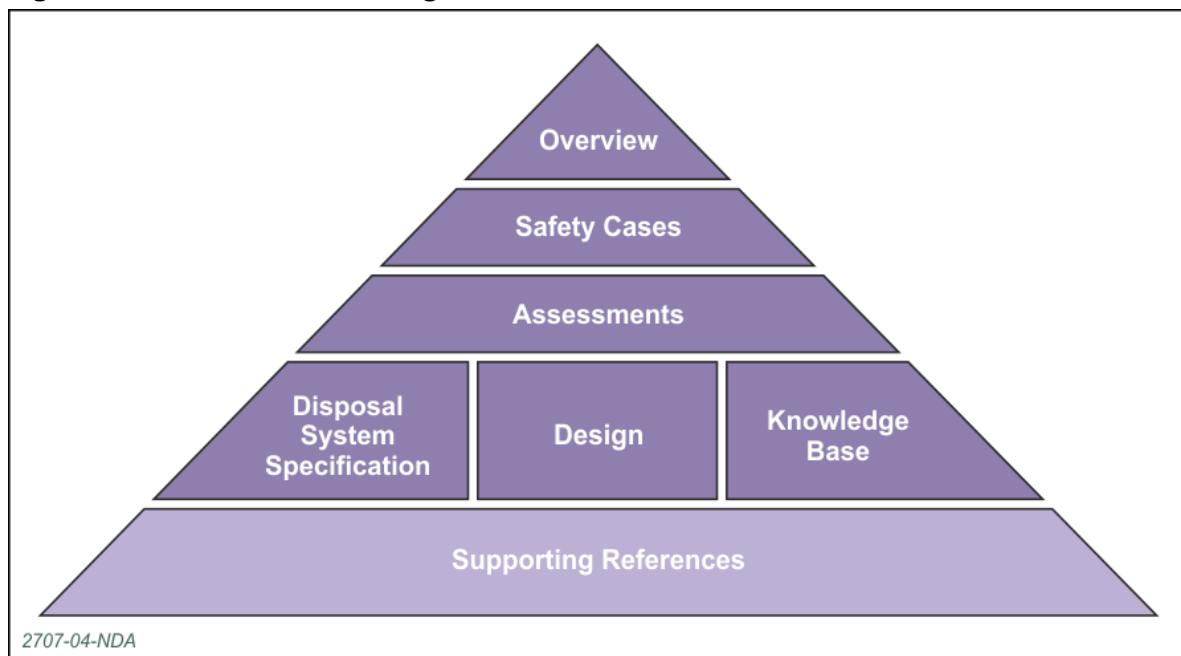 Overview
Safety Cases
Assessments
Disposal
System
Specification
Design
Knowledge
Base
Supporting References
2707-04-NDA